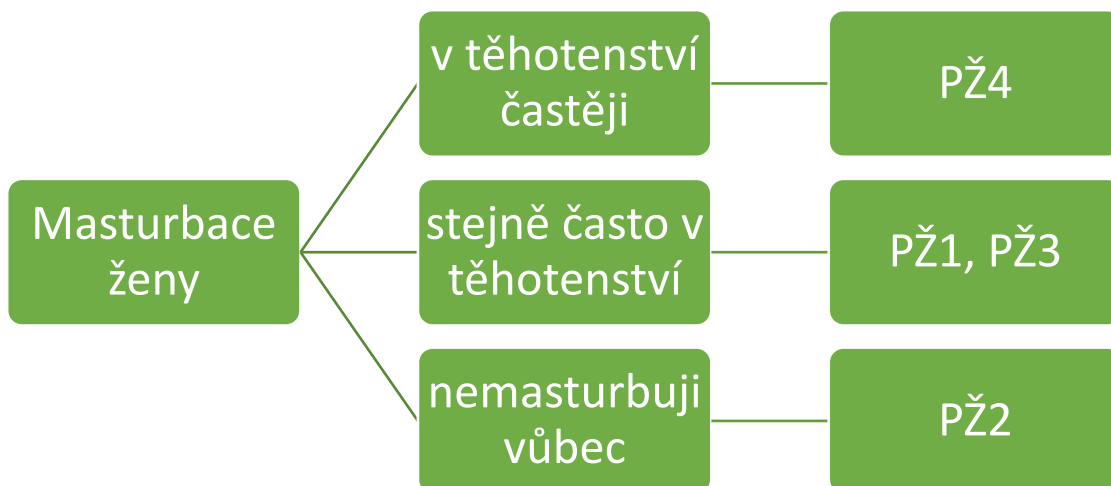 Masturbace
ženy
v těhotenství
častěji
PŽ4
stejně často v
těhotenství
PŽ1, PŽ3
nemasturbuji
vůbec
PŽ2